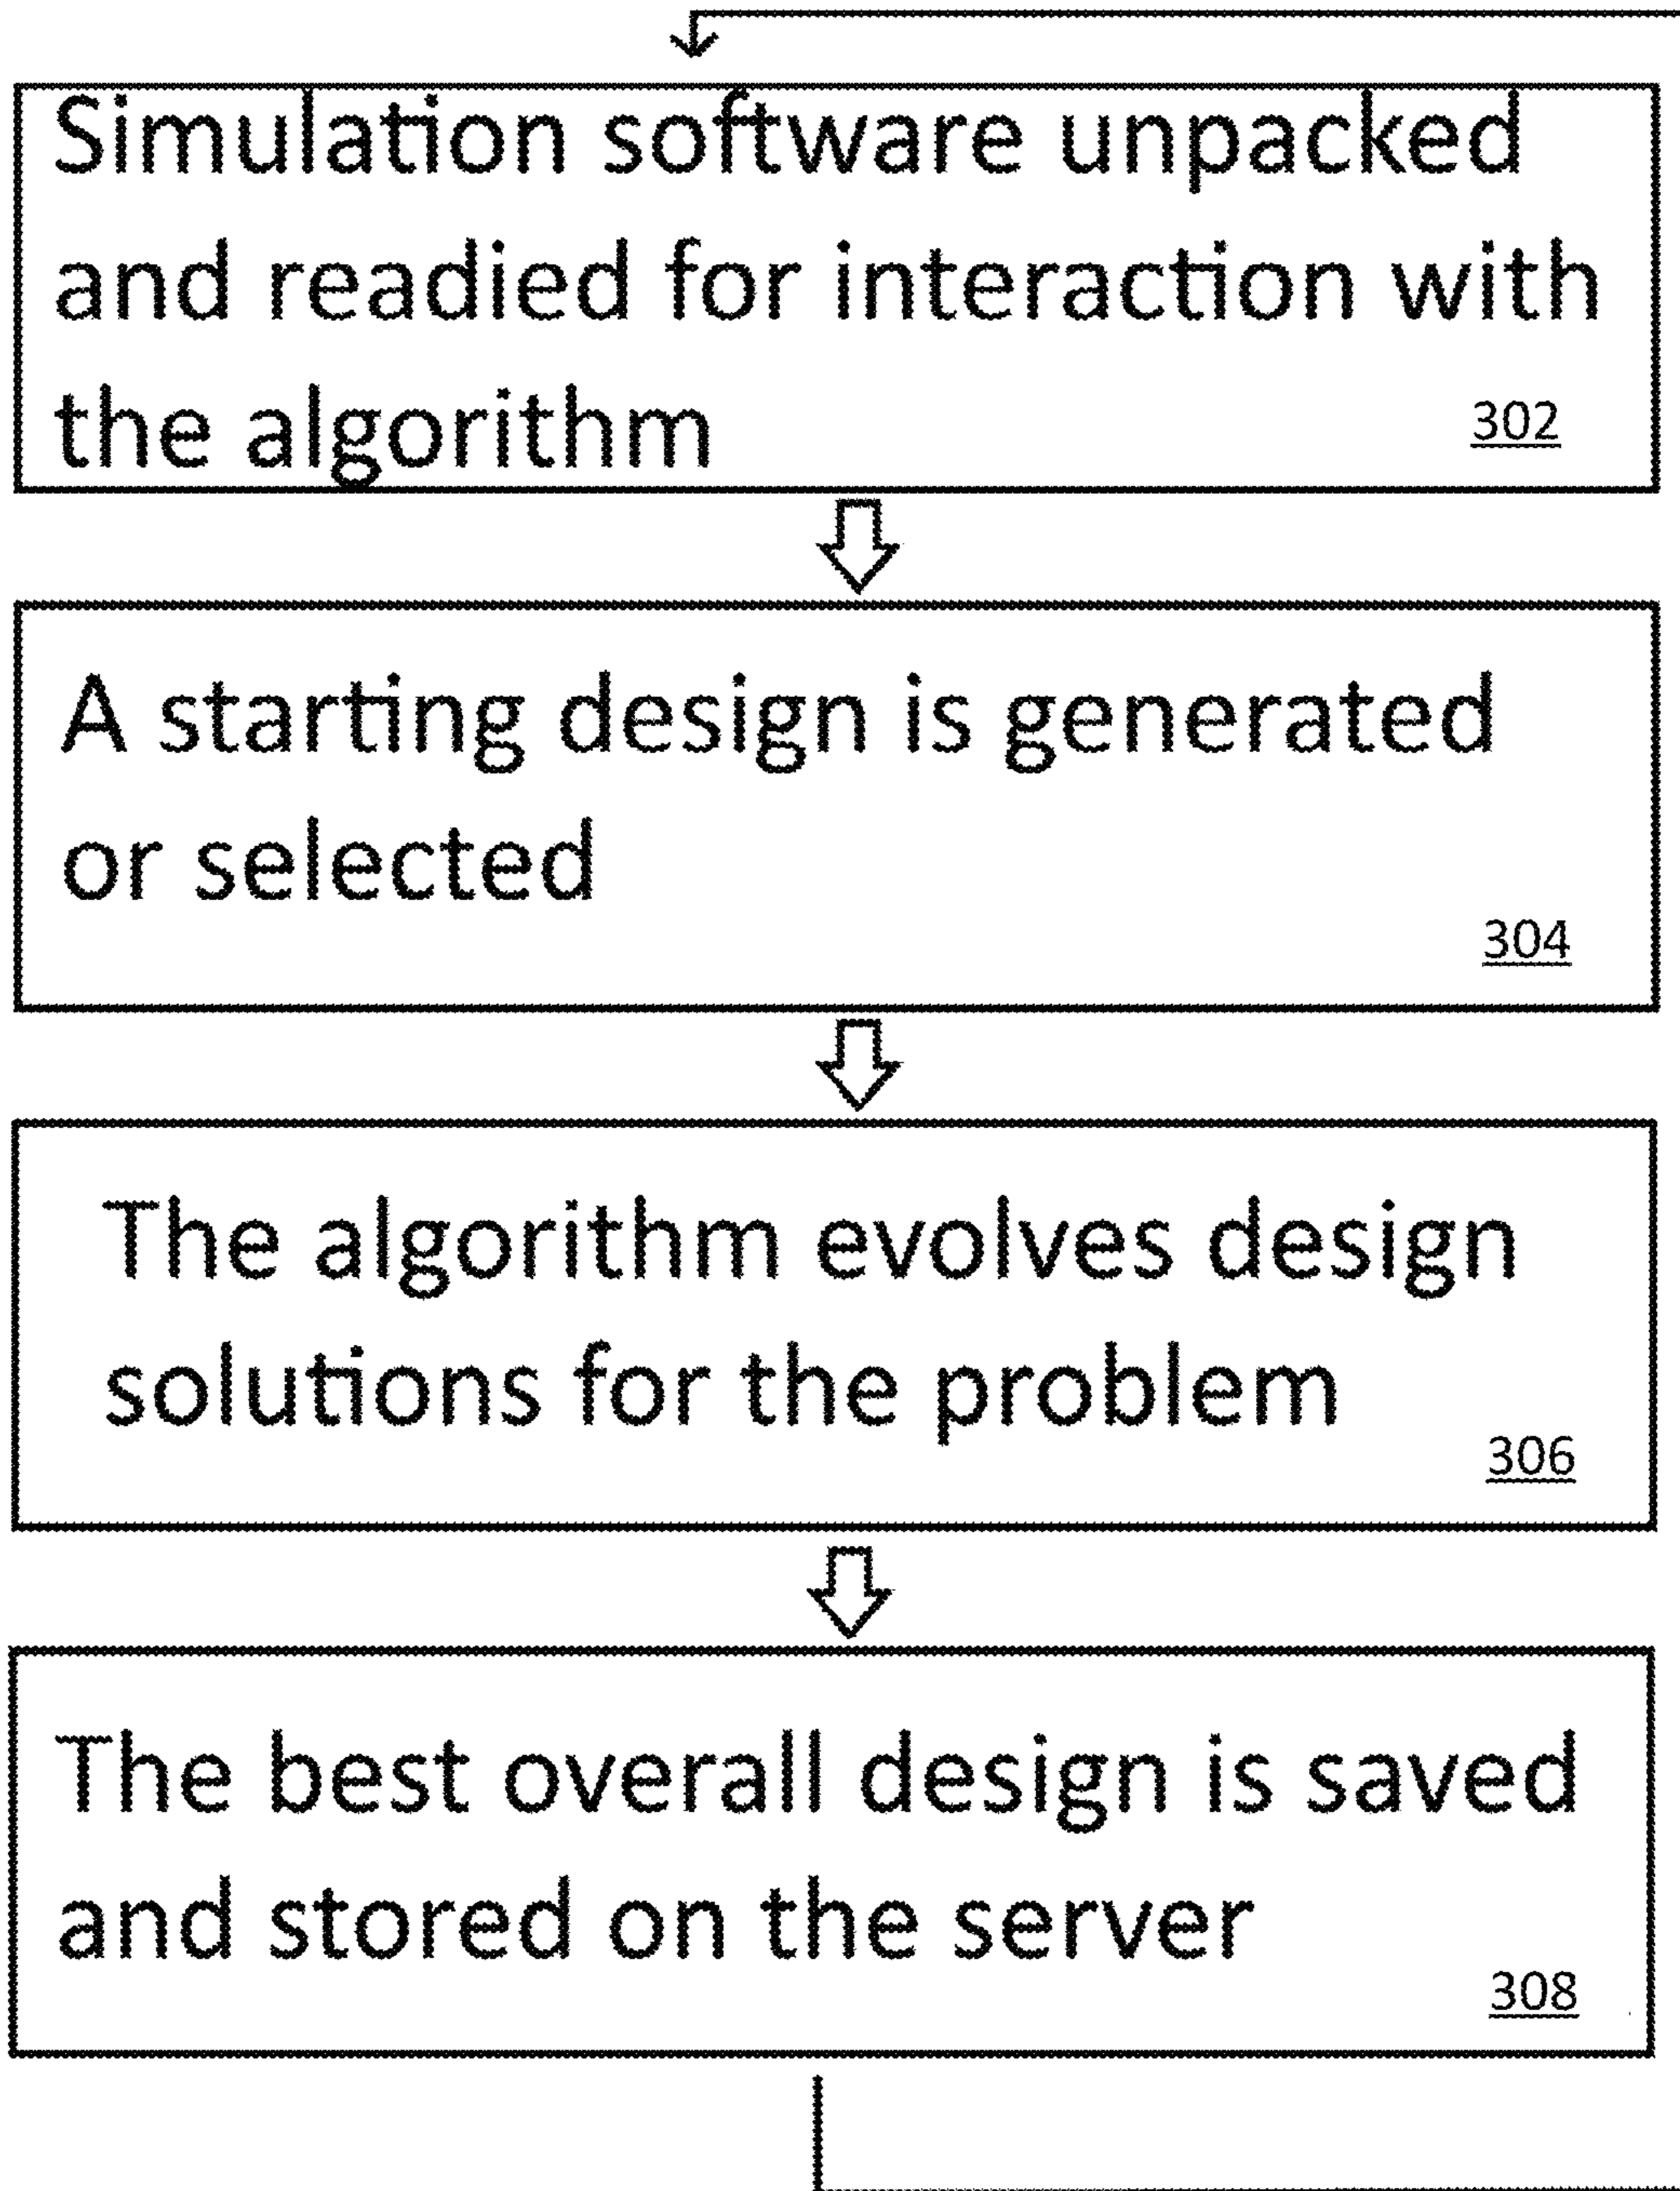 Simulation software unpacked
and readied for interaction with
the algorithm
302
A starting design is generated
or selected
304
The algorithm evolves design
solutions for the problem
306
The best overall design is saved
and stored on the server
308